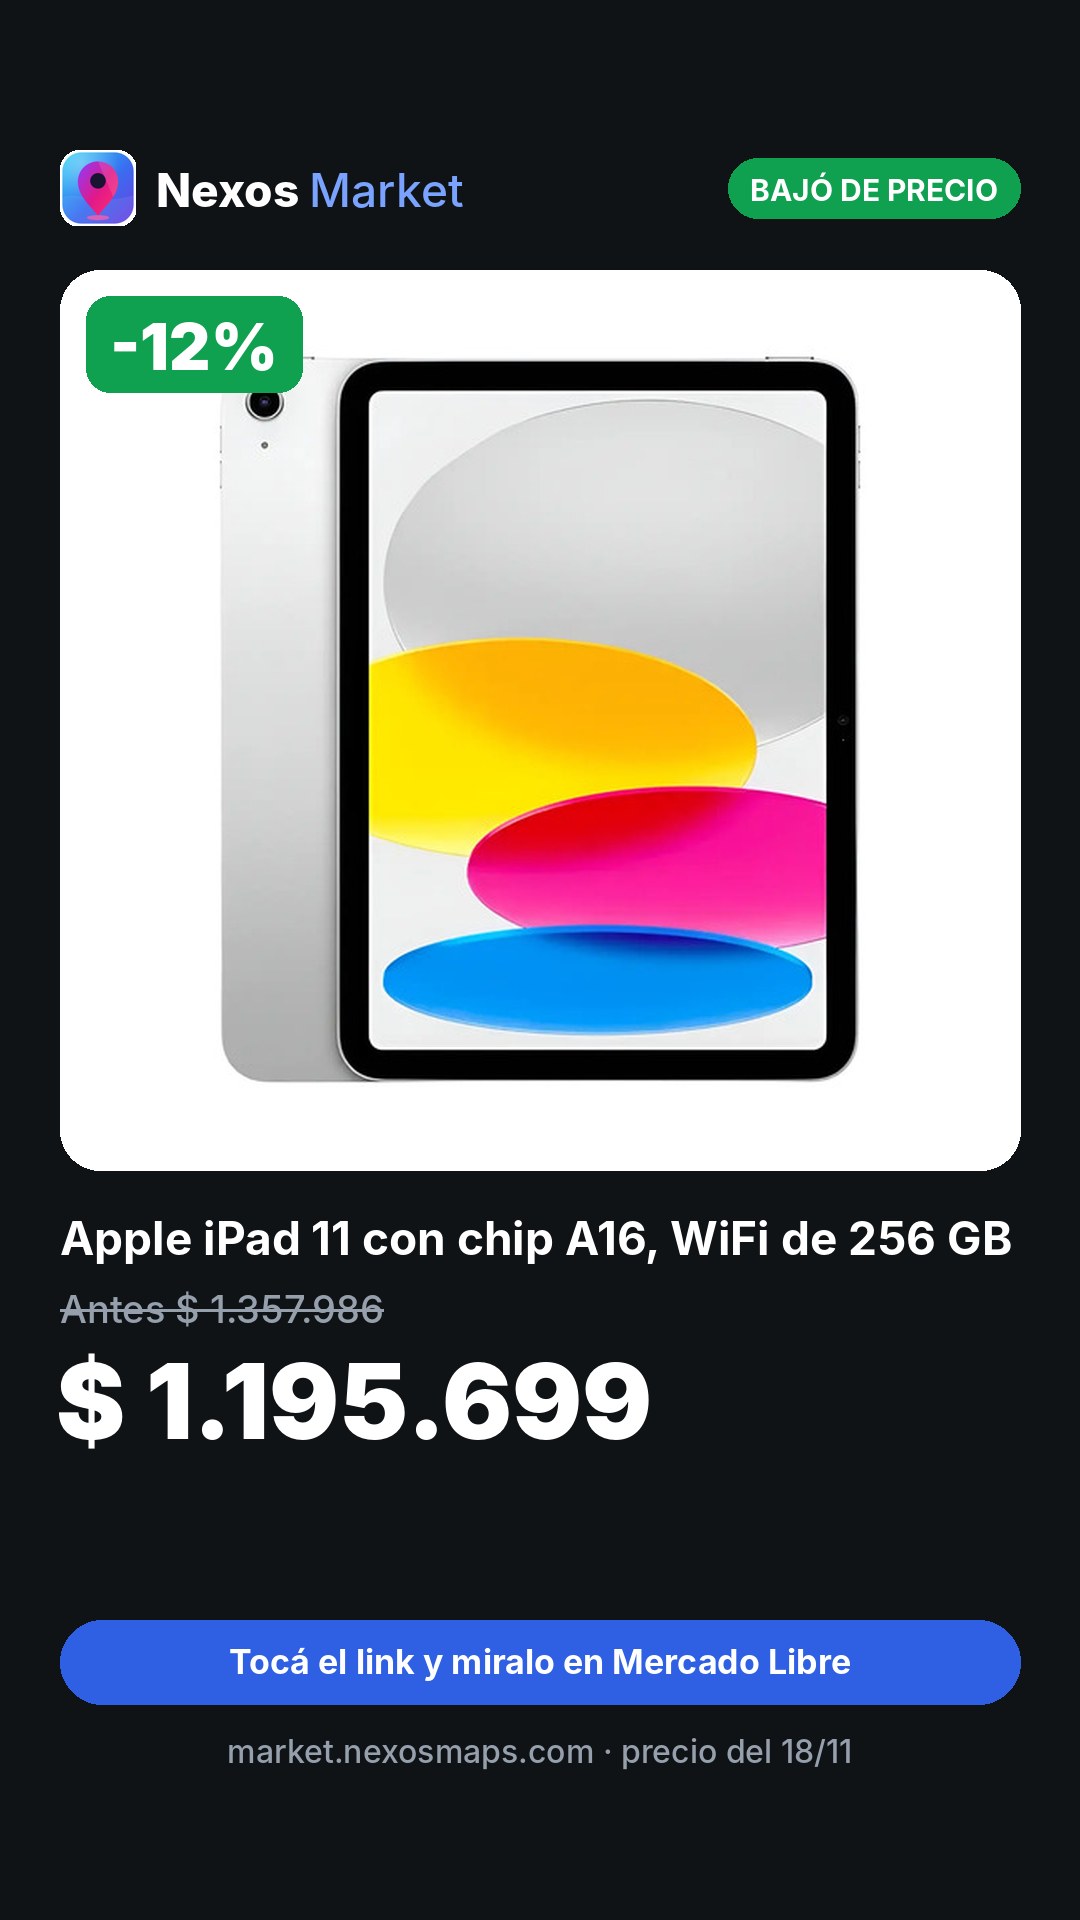 Nexos Market
BAJÓ DE PRECIO
-12%
Apple iPad 11 con chip A16, WiFi de 256 GB
Antes $ 1.357.986
$ 1.195.699
Tocá el link y miralo en Mercado Libre
market.nexosmaps.com · precio del 18/11